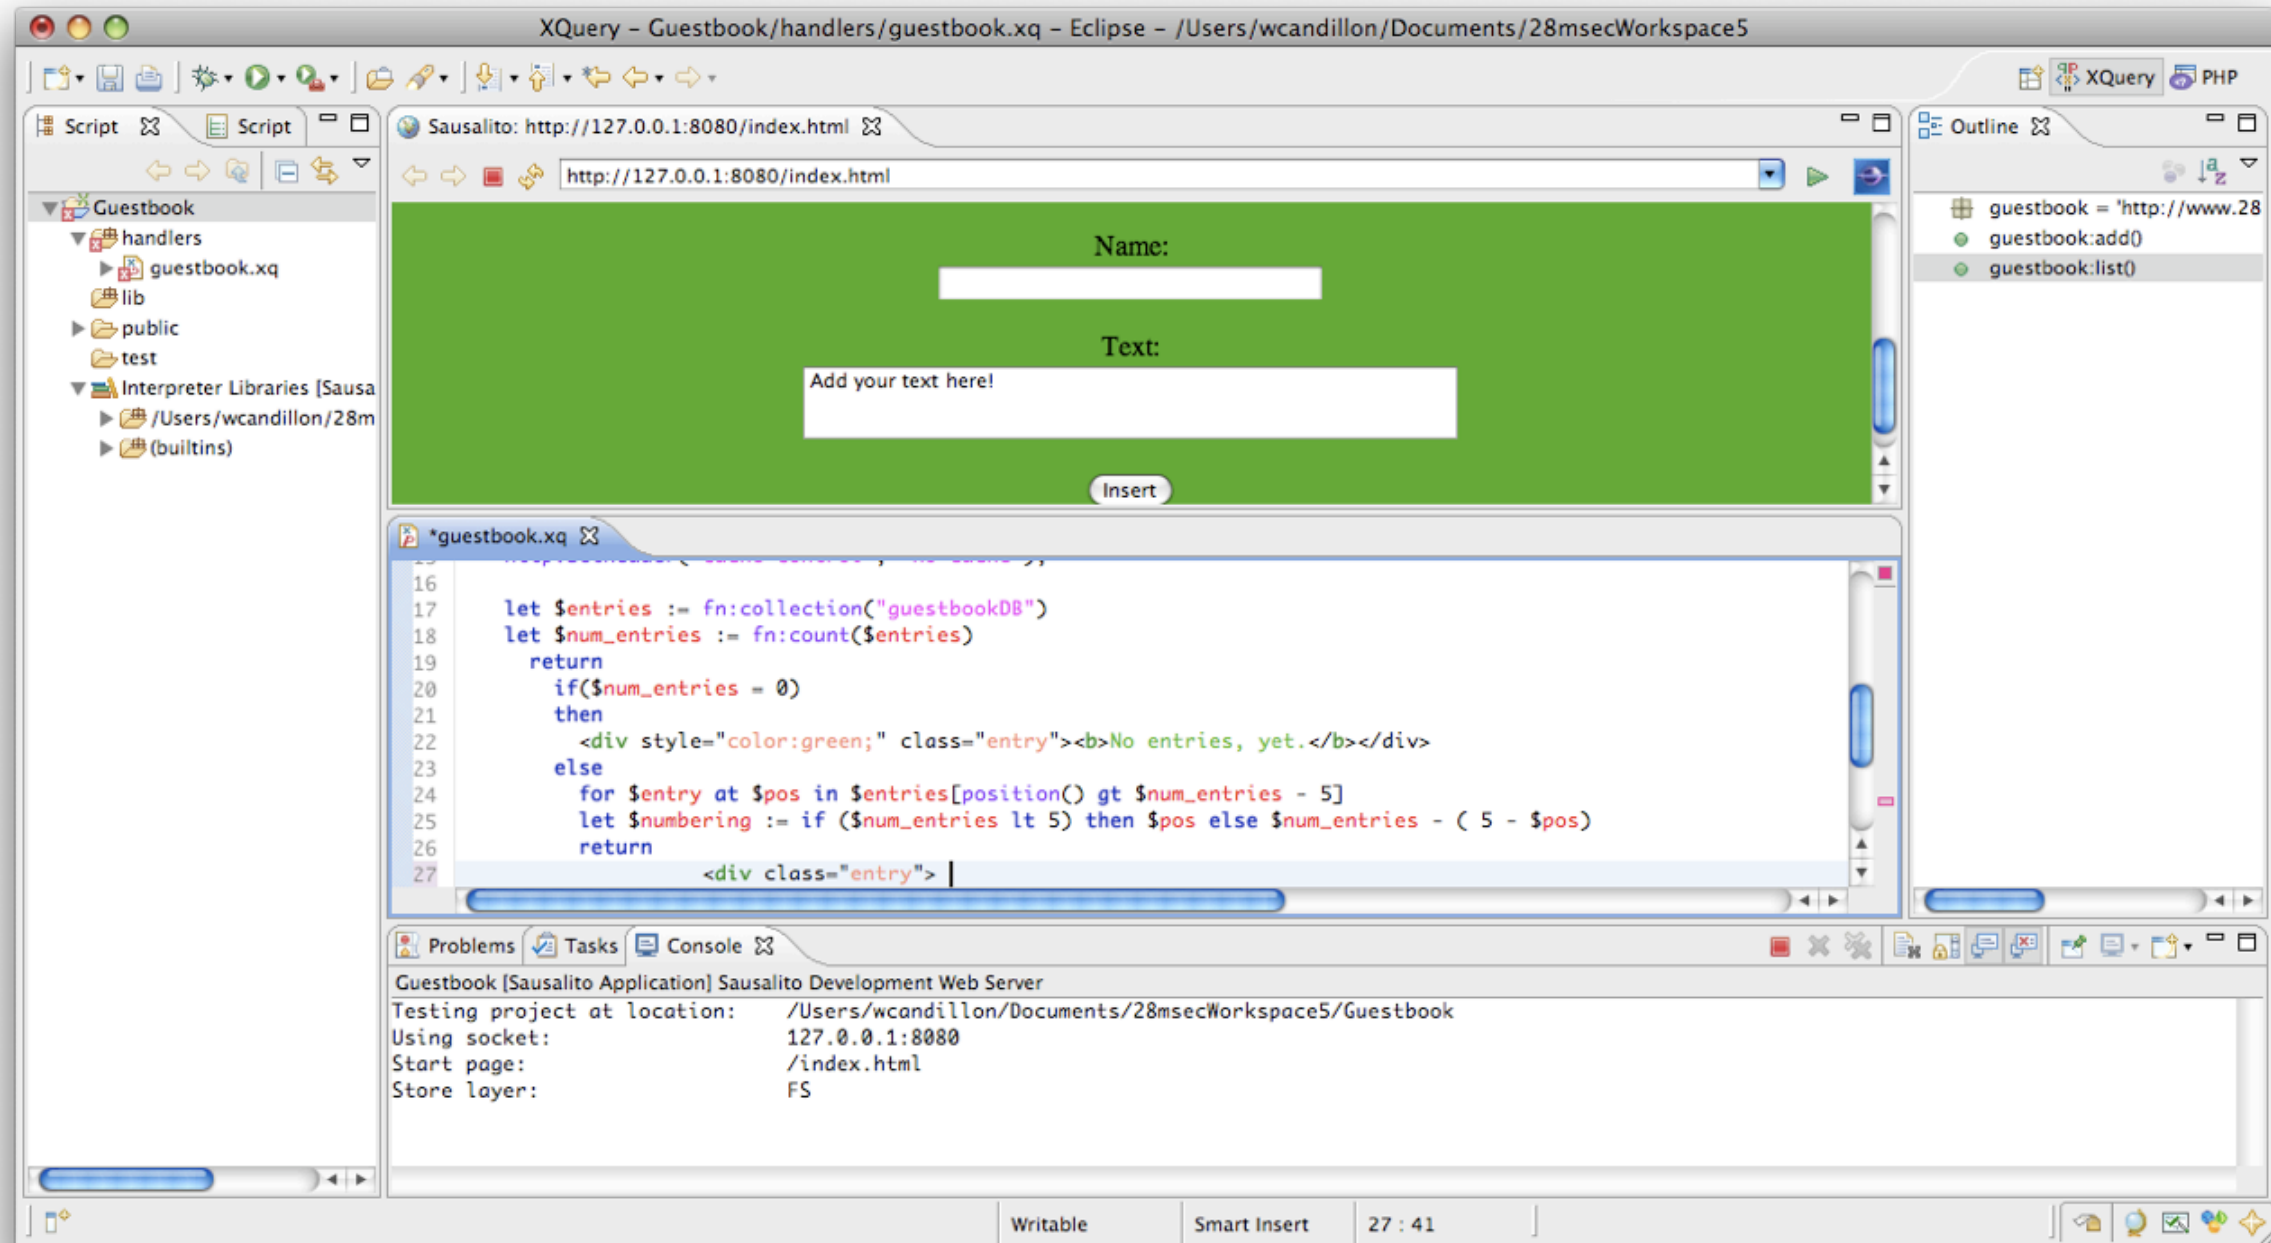 XQuery – Guestbook/handlers/guestbook.xq – Eclipse – /Users/wcandillon/Documents/28msecWorkspace5
XQuery
PHP
Script
Script
Guestbook
handlers
guestbook.xq
lib
public
test
Interpreter Libraries [Sausa
/Users/wcandillon/28m
(builtins)
Sausalito: http://127.0.0.1:8080/index.html
http://127.0.0.1:8080/index.html
Name:
Text:
Add your text here!
Insert
*guestbook.xq
16
17 let $entries := fn:collection("guestbookDB")
18 let $num_entries := fn:count($entries)
19 return
20 if($num_entries = 0)
21 then
22 <div style="color:green;" class="entry"><b>No entries, yet.</b></div>
23 else
24 for $entry at $pos in $entries[position() gt $num_entries - 5]
25 let $numbering := if ($num_entries lt 5) then $pos else $num_entries - ( 5 - $pos)
26 return
27 <div class="entry">
Outline
guestbook = 'http://www.28
guestbook:add()
guestbook:list()
Problems
Tasks
Console
Guestbook [Sausalito Application] Sausalito Development Web Server
Testing project at location: /Users/wcandillon/Documents/28msecWorkspace5/Guestbook
Using socket: 127.0.0.1:8080
Start page: /index.html
Store layer: FS
Writable
Smart Insert
27 : 41